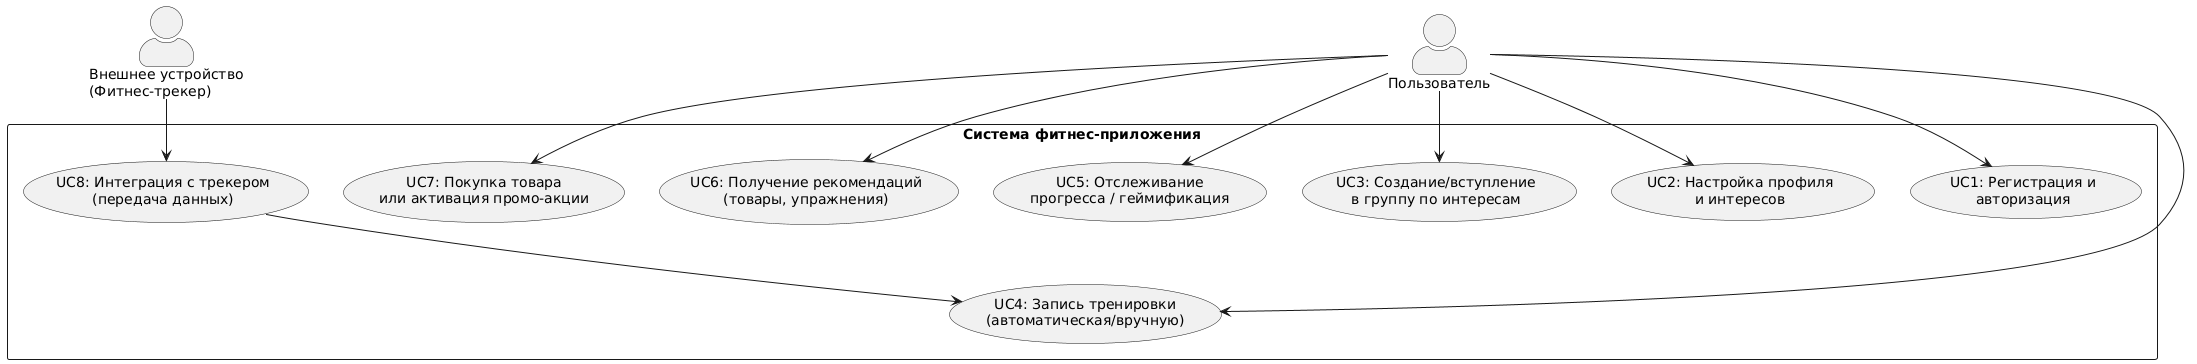 Внешнее устройство
(Фитнес-трекер)
Пользователь
Система фитнес-приложения
UC8: Интеграция с трекером
(передача данных)
UC7: Покупка товара
или активация промо-акции
UC6: Получение рекомендаций
(товары, упражнения)
UC5: Отслеживание
прогресса / геймификация
UC3: Создание/вступление
в группу по интересам
UC2: Настройка профиля
и интересов
UC1: Регистрация и
авторизация
UC4: Запись тренировки
(автоматическая/вручную)